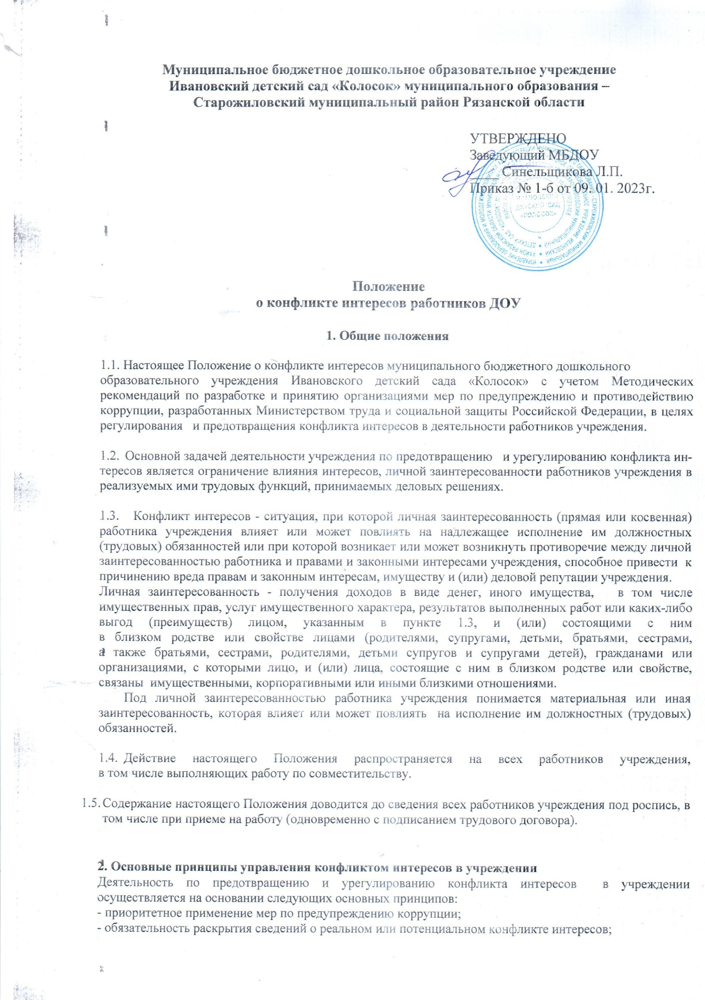 Муниципальное бюджетное дошкольное образовательное учреждение
Ивановский детский сад «Колосок» муниципального образования –
Старожиловский муниципальный район Рязанской области
УТВЕРЖДЕНО
Заведующий МБДОУ
____ Синельщикова Л.П.
Приказ № 1-б от 09. 01. 2023г.
ИВАНОВСКИЙ
ДЕТСКИЙ САД
«КОЛОСОК»
Положение
о конфликте интересов работников ДОУ
1. Общие положения
1.1. Настоящее Положение о конфликте интересов муниципального бюджетного дошкольного
образовательного учреждения Ивановского детский сада «Колосок» с учетом Методических
рекомендаций по разработке и принятию организациями мер по предупреждению и противодействию
коррупции, разработанных Министерством труда и социальной защиты Российской Федерации, в целях
регулирования и предотвращения конфликта интересов в деятельности работников учреждения.
1.2. Основной задачей деятельности учреждения по предотвращению и урегулированию конфликта ин-
тересов является ограничение влияния интересов, личной заинтересованности работников учреждения в
реализуемых ими трудовых функций, принимаемых деловых решениях.
1.3. Конфликт интересов - ситуация, при которой личная заинтересованность (прямая или косвенная)
работника учреждения влияет или может повлиять на надлежащее исполнение им должностных
(трудовых) обязанностей или при которой возникает или может возникнуть противоречие между личной
заинтересованностью работника и правами и законными интересами учреждения, способное привести к
причинению вреда правам и законным интересам, имуществу и (или) деловой репутации учреждения.
Личная заинтересованность - получения доходов в виде денег, иного имущества, в том числе
имущественных прав, услуг имущественного характера, результатов выполненных работ или каких-либо
выгод (преимуществ) лицом, указанным в пункте 1.3, и (или) состоящими с ним
в близком родстве или свойстве лицами (родителями, супругами, детьми, братьями, сестрами,
а также братьями, сестрами, родителями, детьми супругов и супругами детей), гражданами или
организациями, с которыми лицо, и (или) лица, состоящие с ним в близком родстве или свойстве,
связаны имущественными, корпоративными или иными близкими отношениями.
Под личной заинтересованностью работника учреждения понимается материальная или иная
заинтересованность, которая влияет или может повлиять на исполнение им должностных (трудовых)
обязанностей.
1.4. Действие настоящего Положения распространяется на всех работников учреждения,
в том числе выполняющих работу по совместительству.
1.5. Содержание настоящего Положения доводится до сведения всех работников учреждения под роспись, в
том числе при приеме на работу (одновременно с подписанием трудового договора).
2. Основные принципы управления конфликтом интересов в учреждении
Деятельность по предотвращению и урегулированию конфликта интересов в учреждении
осуществляется на основании следующих основных принципов:
- приоритетное применение мер по предупреждению коррупции;
- обязательность раскрытия сведений о реальном или потенциальном конфликте интересов;